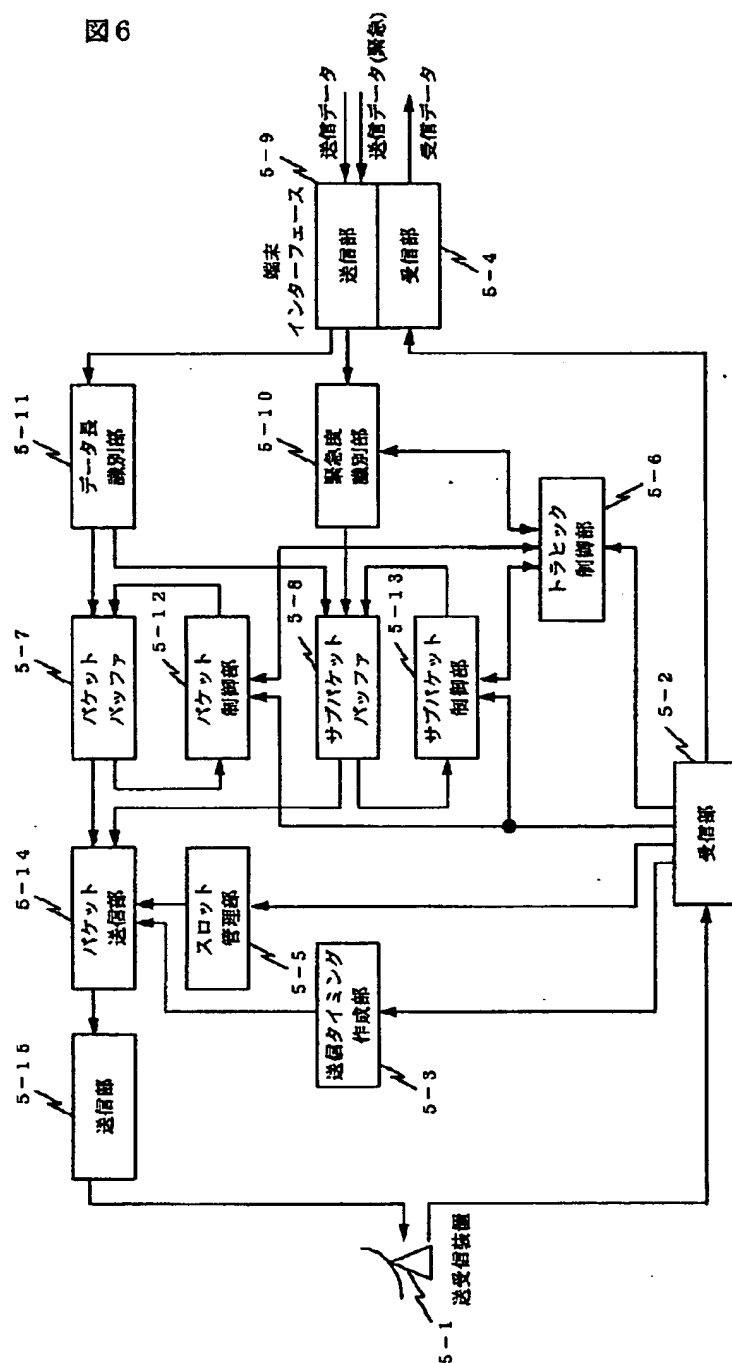 図6
5-15
送信部
5-14
パケット
送信部
5-7
パケット
バッファ
5-11
データ長
識別部
端末
インターフェース
5-9
送信部
受信部
5-4
送信データ
送信データ(緊急)
受信データ
5-12
パケット
制御部
5-10
緊急度
識別部
スロット
管理部
5-5
5-8
サブパケット
バッファ
送信タイミング
作成部
5-3
5-13
サブパケット
制御部
5-6
トラヒック
制御部
5-2
受信部
送受信装置
5-1